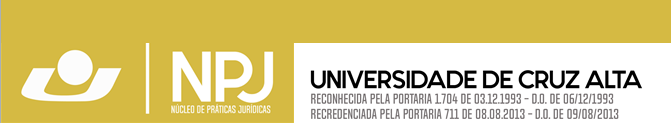 NPJ
NÚCLEO DE PRÁTICAS JURÍDICAS
UNIVERSIDADE DE CRUZ ALTA
RECONHECIDA PELA PORTARIA 1.704 DE 03.12.1993 - D.O. DE 06/12/1993
RECREDENCIADA PELA PORTARIA 711 DE 08.08.2013 - D.O. DE 09/08/2013